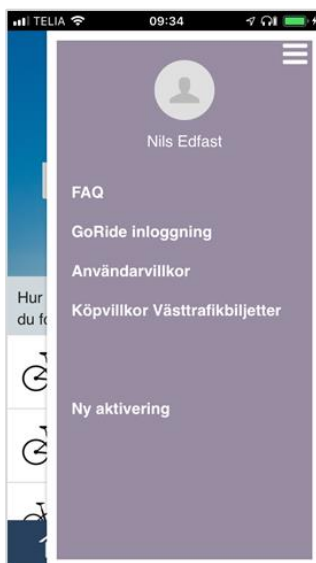 TELIA 09:34
Nils Edfast
FAQ
GoRide inloggning
Användarvillkor
Köpvillkor Västtrafikbiljetter
Hur
du fo
Ny aktivering